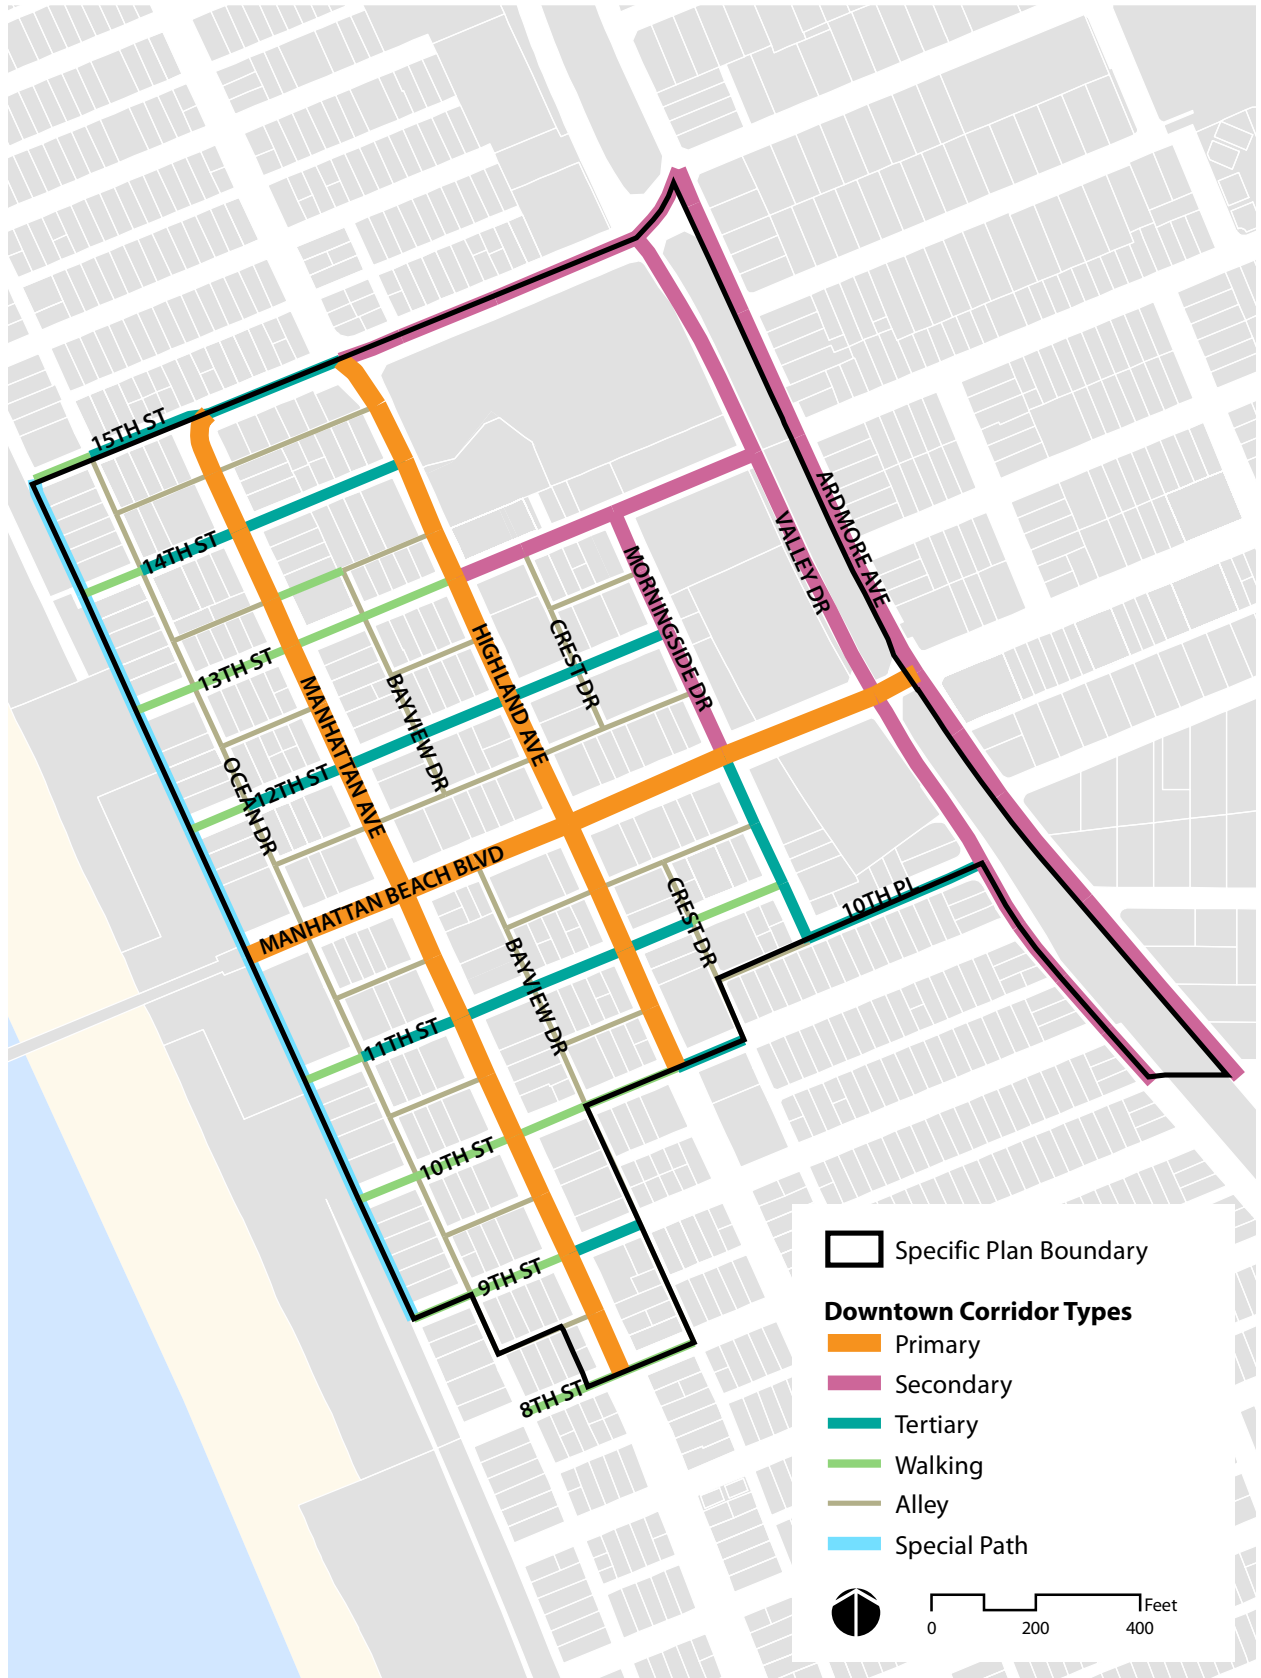 15TH ST
14TH ST
ARDMORE AVE
VALLEY DR
MORNINGSIDE DR
CREST DR
HIGHLAND AVE
13TH ST
BAYVIEW DR
MANHATTAN AVE
OCEAN DR
12TH ST
MANHATTAN BEACH BLVD
10TH PL
CREST DR
BAYVIEW DR
11TH ST
10TH ST
9TH ST
8TH ST
Specific Plan Boundary
Downtown Corridor Types
Primary
Secondary
Tertiary
Walking
Alley
Special Path
Feet
0 200 400